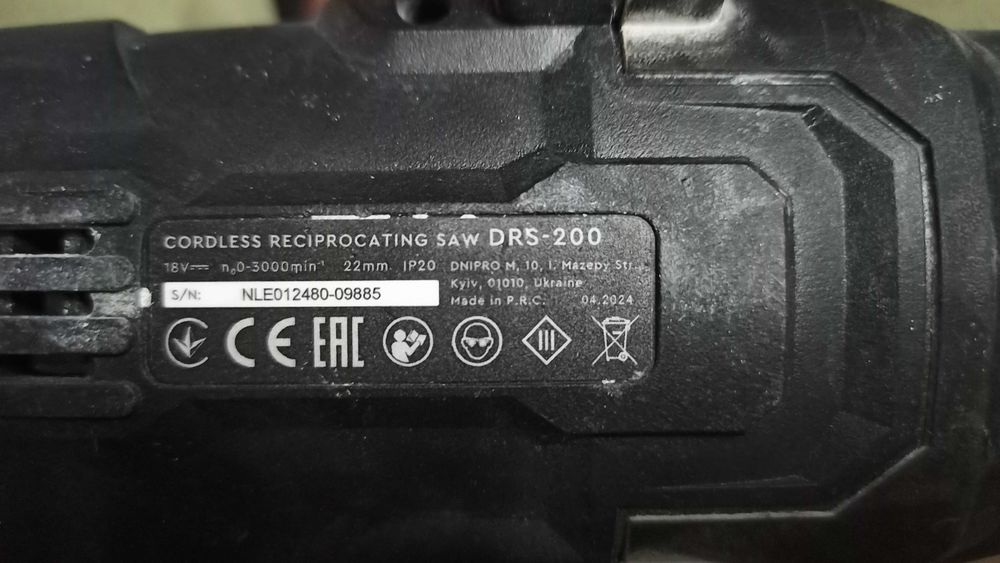 CORDLESS RECIPROCATING SAW DRS-200
18V⎓ n₀0-3000min⁻¹ 22mm IP20
DNIPRO M, 10, I. Mazepy Str.,
Kyiv, 01010, Ukraine
Made in P.R.C. 04.2024
S/N: NLE012480-09885
CE EAC
III